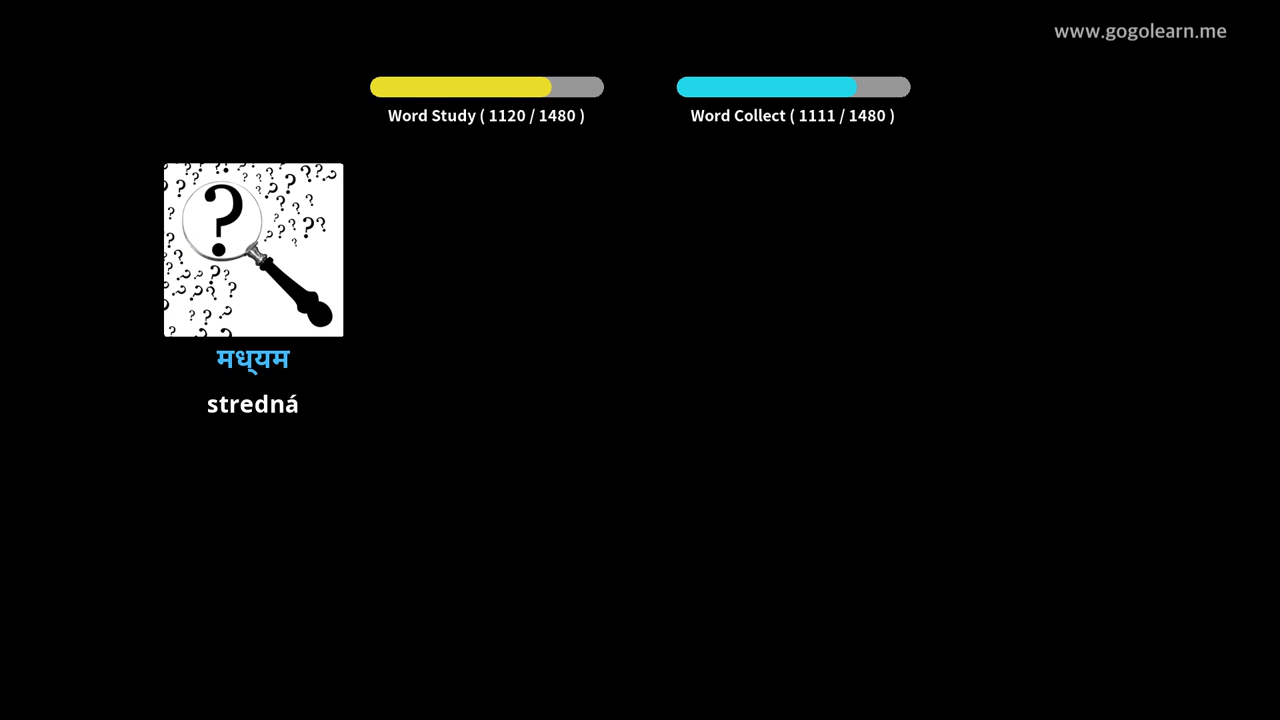 www.gogolearn.me
Word Study ( 1120 / 1480 )
Word Collect ( 1111 / 1480 )
मध्यम
stredná